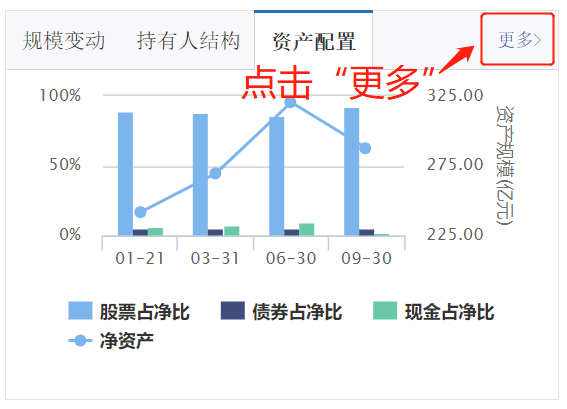 规模变动 持有人结构 资产配置 更多>
点击“更多”
100% 325.00
50% 275.00
0% 225.00
资产规模(亿元)
01-21 03-31 06-30 09-30
股票占净比 债券占净比 现金占净比
净资产